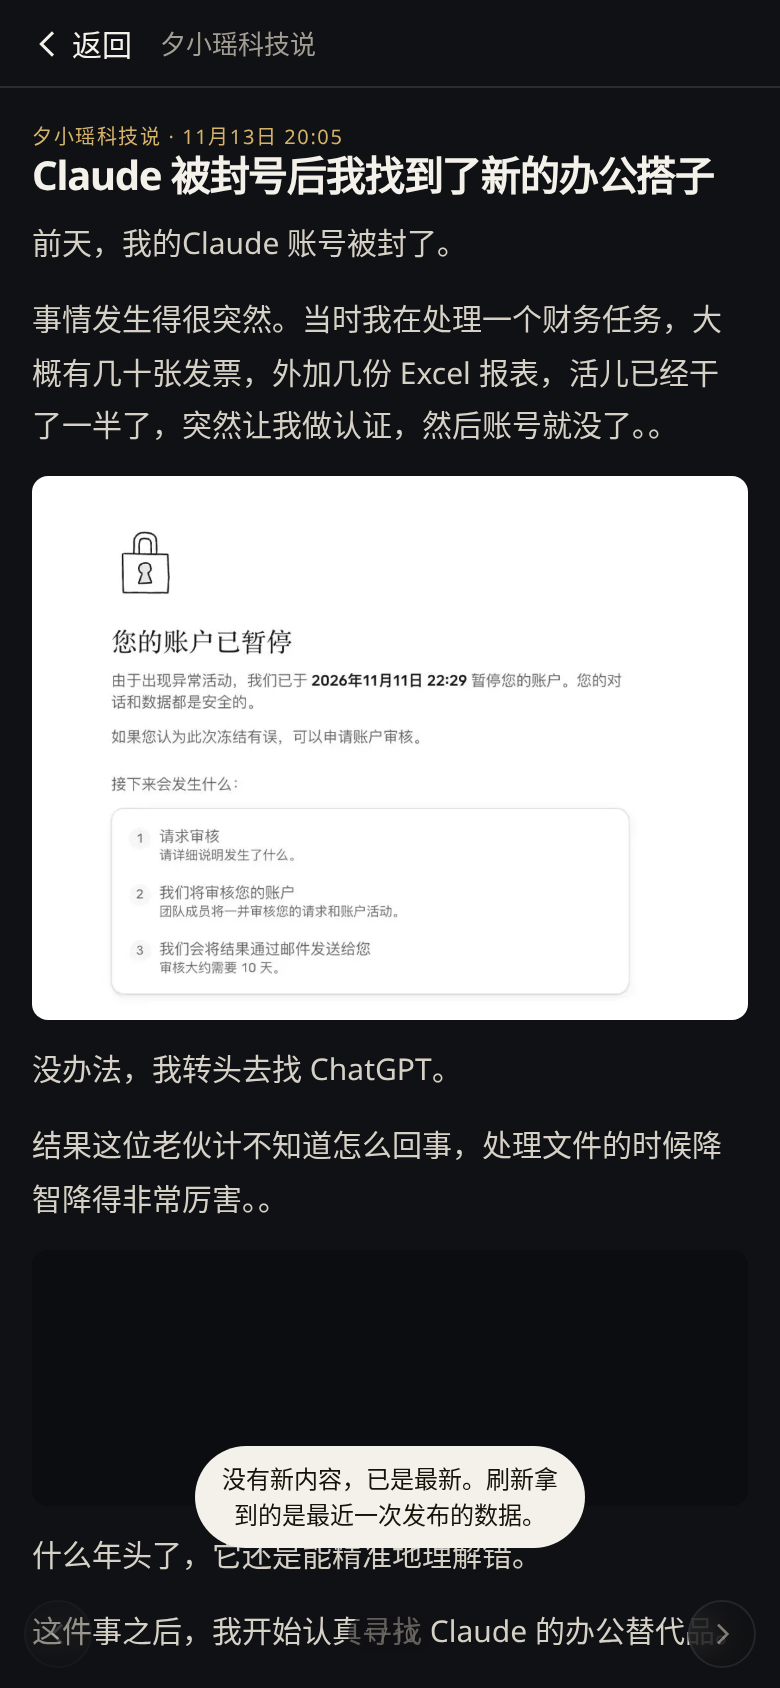 返回 夕小瑶科技说
夕小瑶科技说 · 11月13日 20:05
Claude 被封号后我找到了新的办公搭子
前天，我的Claude 账号被封了。
事情发生得很突然。当时我在处理一个财务任务，大
概有几十张发票，外加几份 Excel 报表，活儿已经干
了一半了，突然让我做认证，然后账号就没了。。
您的账户已暂停
由于出现异常活动，我们已于 2026年11月11日 22:29 暂停您的账户。您的对
话和数据都是安全的。
如果您认为此次冻结有误，可以申请账户审核。
接下来会发生什么：
1 请求审核
请详细说明发生了什么。
2 我们将审核您的账户
团队成员将一并审核您的请求和账户活动。
3 我们会将结果通过邮件发送给您
审核大约需要 10 天。
没办法，我转头去找 ChatGPT。
结果这位老伙计不知道怎么回事，处理文件的时候降
智降得非常厉害。。
没有新内容，已是最新。刷新拿
到的是最近一次发布的数据。
什么年头了，它还是能精准地理解错。
这件事之后，我开始认真寻找 Claude 的办公替代品。